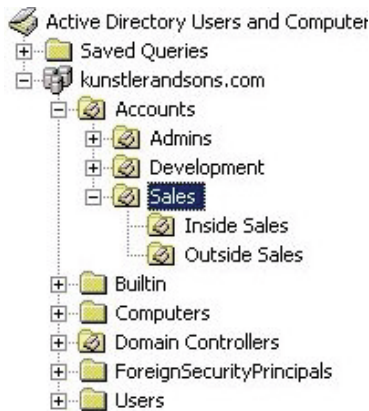 Active Directory Users and Computer
Saved Queries
kunstlerandsons.com
Accounts
Admins
Development
Sales
Inside Sales
Outside Sales
Builtin
Computers
Domain Controllers
ForeignSecurityPrincipals
Users